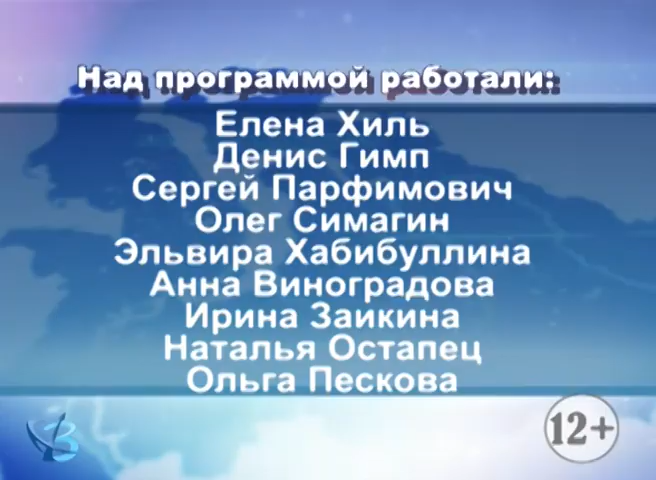 Над программой работали:
Елена Хиль
Денис Гимп
Сергей Парфимович
Олег Симагин
Эльвира Хабибуллина
Анна Виноградова
Ирина Заикина
Наталья Остапец
Ольга Пескова
12+